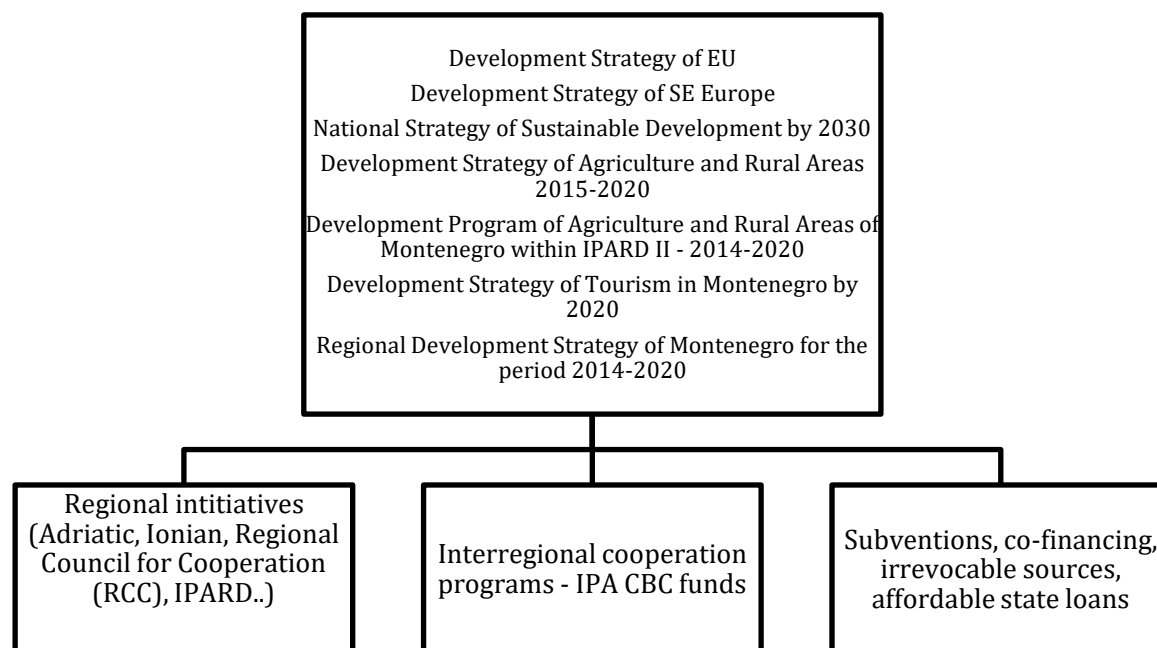 Development Strategy of EU
Development Strategy of SE Europe
National Strategy of Sustainable Development by 2030
Development Strategy of Agriculture and Rural Areas
2015-2020
Development Program of Agriculture and Rural Areas of
Montenegro within IPARD II - 2014-2020
Development Strategy of Tourism in Montenegro by
2020
Regional Development Strategy of Montenegro for the
period 2014-2020
Regional intitiatives
(Adriatic, Ionian, Regional
Council for Cooperation
(RCC), IPARD..)
Interregional cooperation
programs - IPA CBC funds
Subventions, co-financing,
irrevocable sources,
affordable state loans